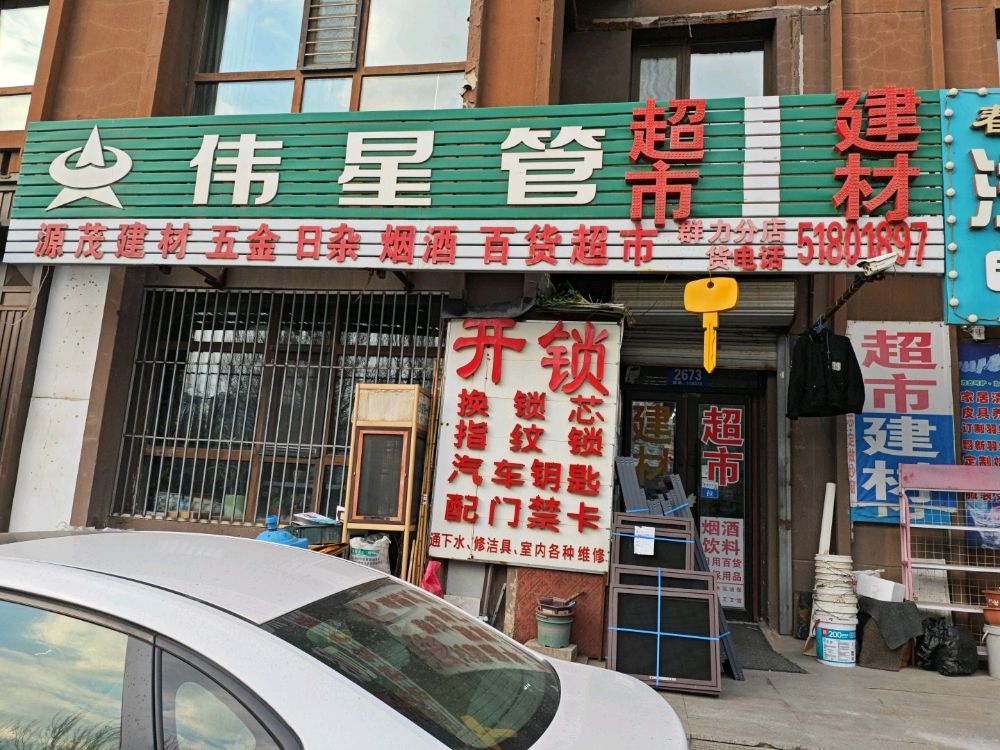 伟星管 超市 建材
源茂建材 五金 日杂 烟酒 百货超市 群力分店
货电话 51801897
开锁
换锁芯
指纹锁
汽车钥匙
配门禁卡
通下水、修洁具、室内各种维修
2673
建材
超市
拉
烟酒
饮料
超市
建材
200